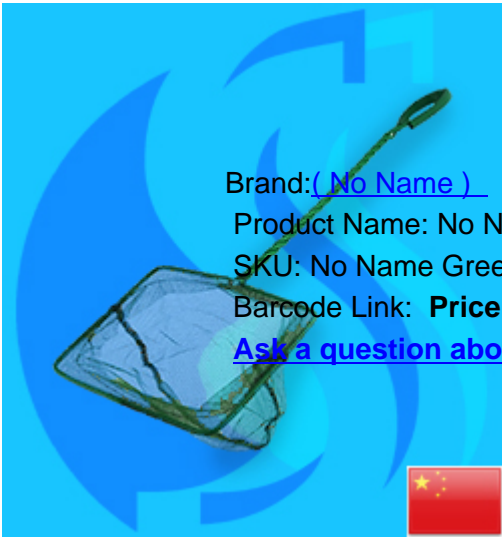 Brand:( No Name )
Product Name: No N
SKU: No Name Gree
Barcode Link: Price
Ask a question abo